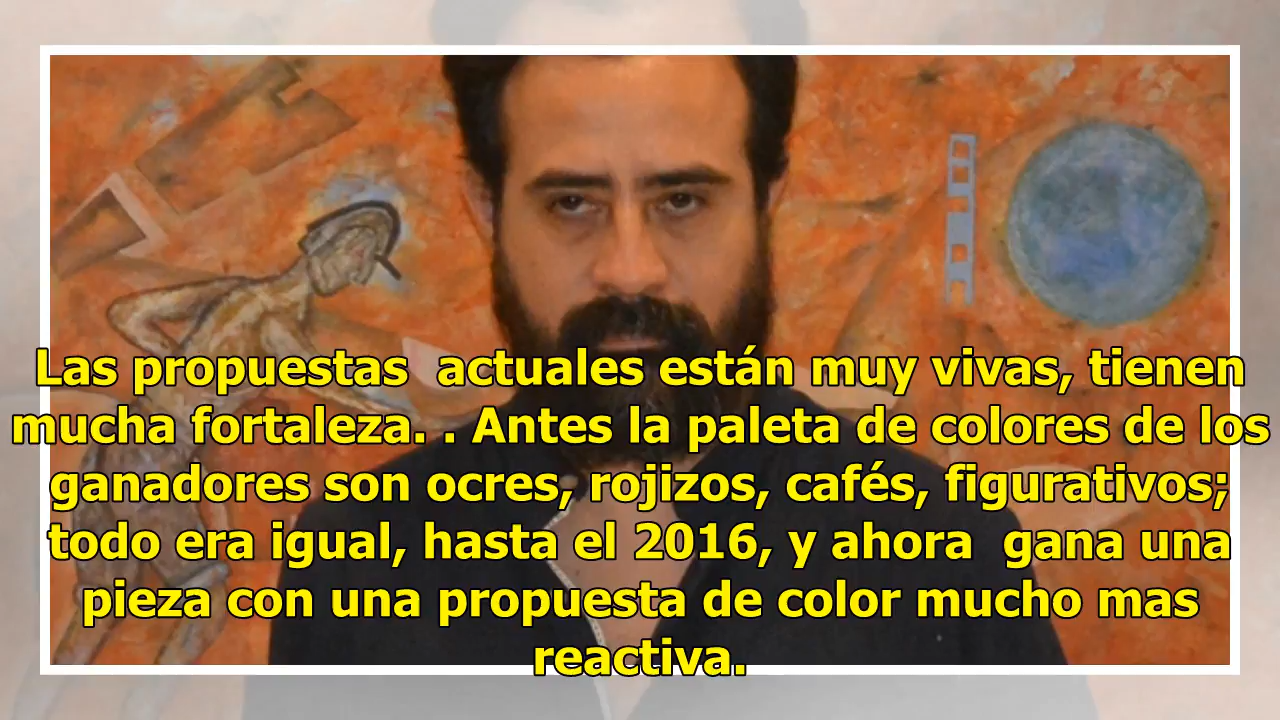 Las propuestas  actuales están muy vivas, tienen
mucha fortaleza. . Antes la paleta de colores de los
ganadores son ocres, rojizos, cafés, figurativos;
todo era igual, hasta el 2016, y ahora  gana una
pieza con una propuesta de color mucho mas
reactiva.